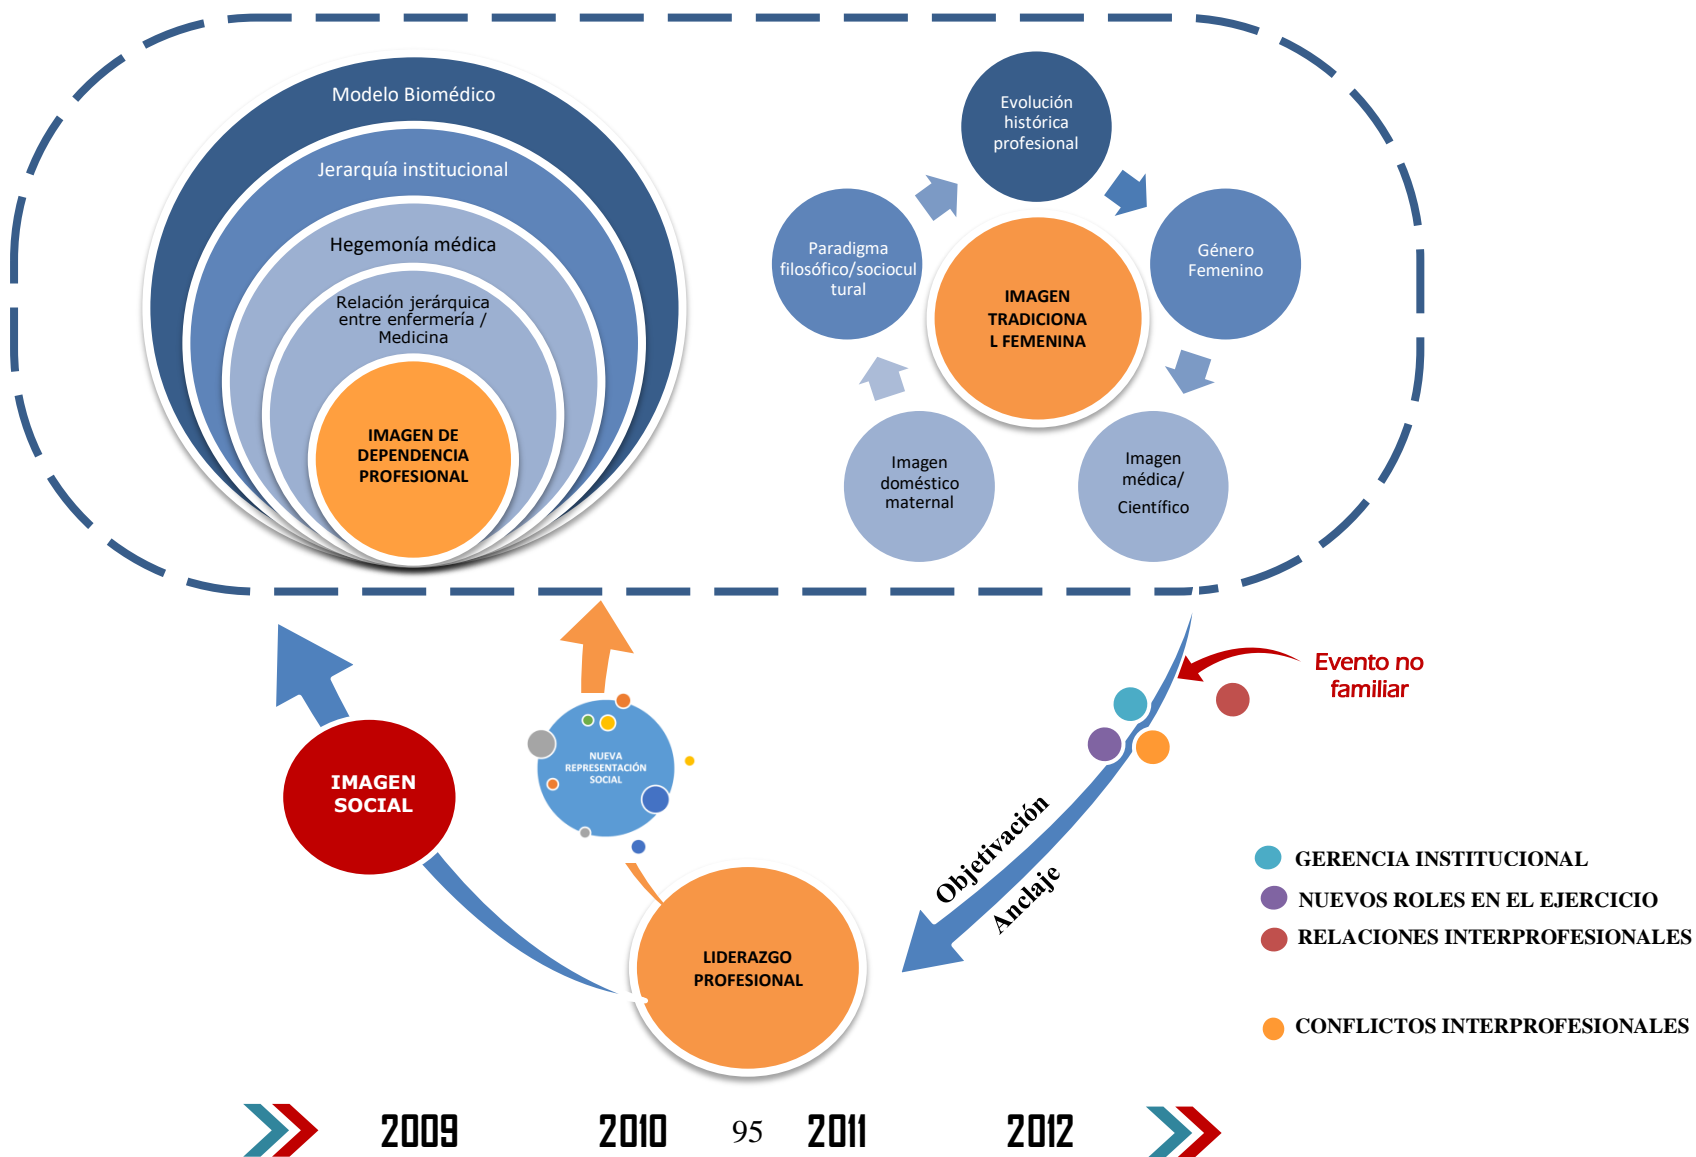 Modelo Biomédico
Jerarquía institucional
Hegemonía médica
Relación jerárquica
entre enfermería /
Medicina
IMAGEN DE
DEPENDENCIA
PROFESIONAL
Evolución
histórica
profesional
Paradigma
filosófico/sociocul
tural
Género
Femenino
IMAGEN
TRADICIONA
L FEMENINA
Imagen
doméstico
maternal
Imagen
médica/
Científico
Evento no
familiar
IMAGEN
SOCIAL
NUEVA
REPRESENTACIÓN
SOCIAL
Objetivación
Anclaje
LIDERAZGO
PROFESIONAL
GERENCIA INSTITUCIONAL
NUEVOS ROLES EN EL EJERCICIO
RELACIONES INTERPROFESIONALES
CONFLICTOS INTERPROFESIONALES
2009 2010 95 2011 2012